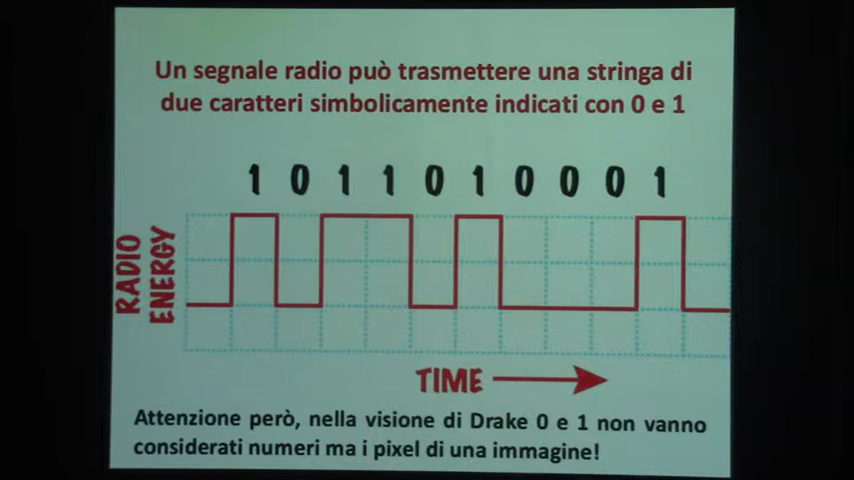 Un segnale radio può trasmettere una stringa di
due caratteri simbolicamente indicati con 0 e 1
1 0 1 1 0 1 0 0 0 1
RADIO
ENERGY
TIME
Attenzione però, nella visione di Drake 0 e 1 non vanno
considerati numeri ma i pixel di una immagine!